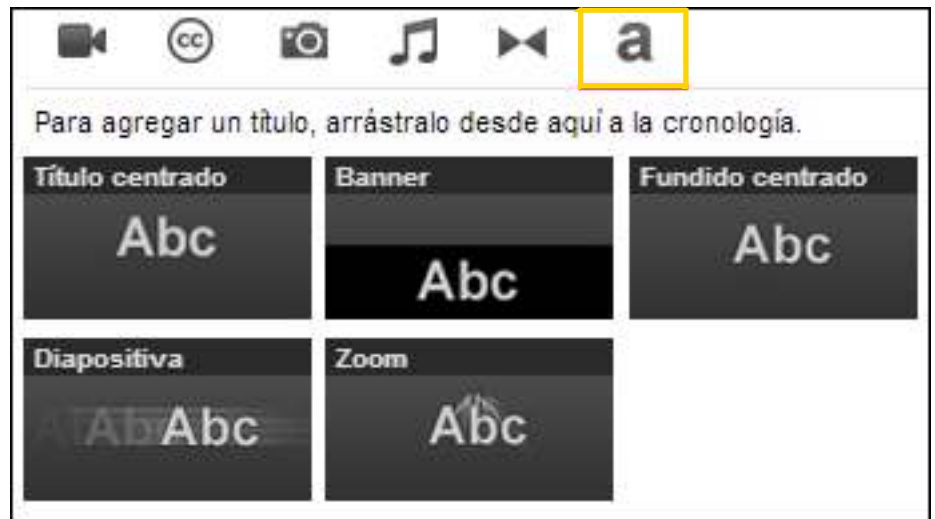 cc a
Para agregar un título, arrástralo desde aquí a la cronología.
Título centrado Banner Fundido centrado
Abc Abc Abc
Diapositiva Zoom
Abc Abc